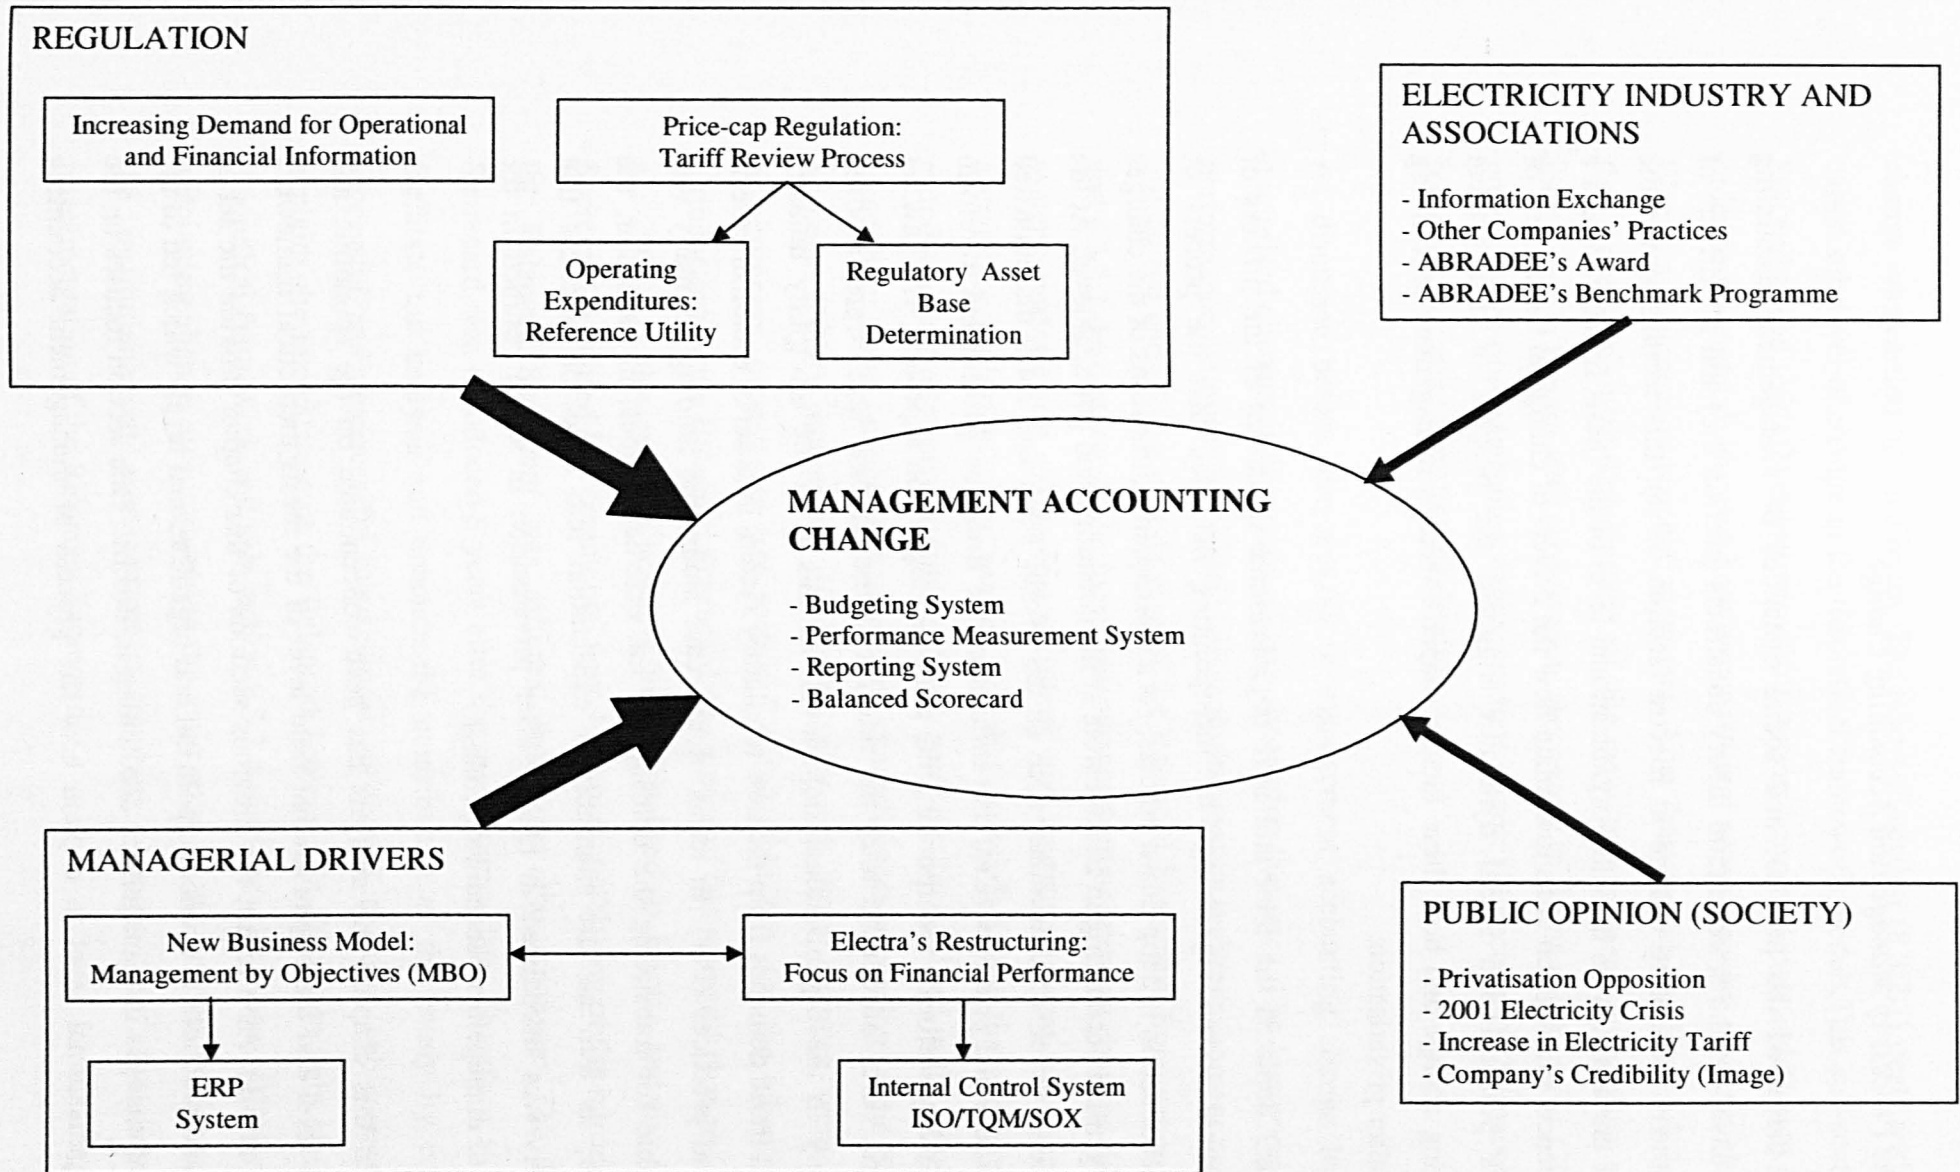 REGULATION
Increasing Demand for Operational
and Financial Information
Price-cap Regulation:
Tariff Review Process
Operating
Expenditures:
Reference Utility
Regulatory Asset
Base
Determination
ELECTRICITY INDUSTRY AND
ASSOCIATIONS
- Information Exchange
- Other Companies' Practices
- ABRADEE's Award
- ABRADEE's Benchmark Programme
MANAGEMENT ACCOUNTING
CHANGE
- Budgeting System
- Performance Measurement System
- Reporting System
- Balanced Scorecard
MANAGERIAL DRIVERS
New Business Model:
Management by Objectives (MBO)
Electra's Restructuring:
Focus on Financial Performance
ERP
System
Internal Control System
ISO/TQM/SOX
PUBLIC OPINION (SOCIETY)
- Privatisation Opposition
- 2001 Electricity Crisis
- Increase in Electricity Tariff
- Company's Credibility (Image)